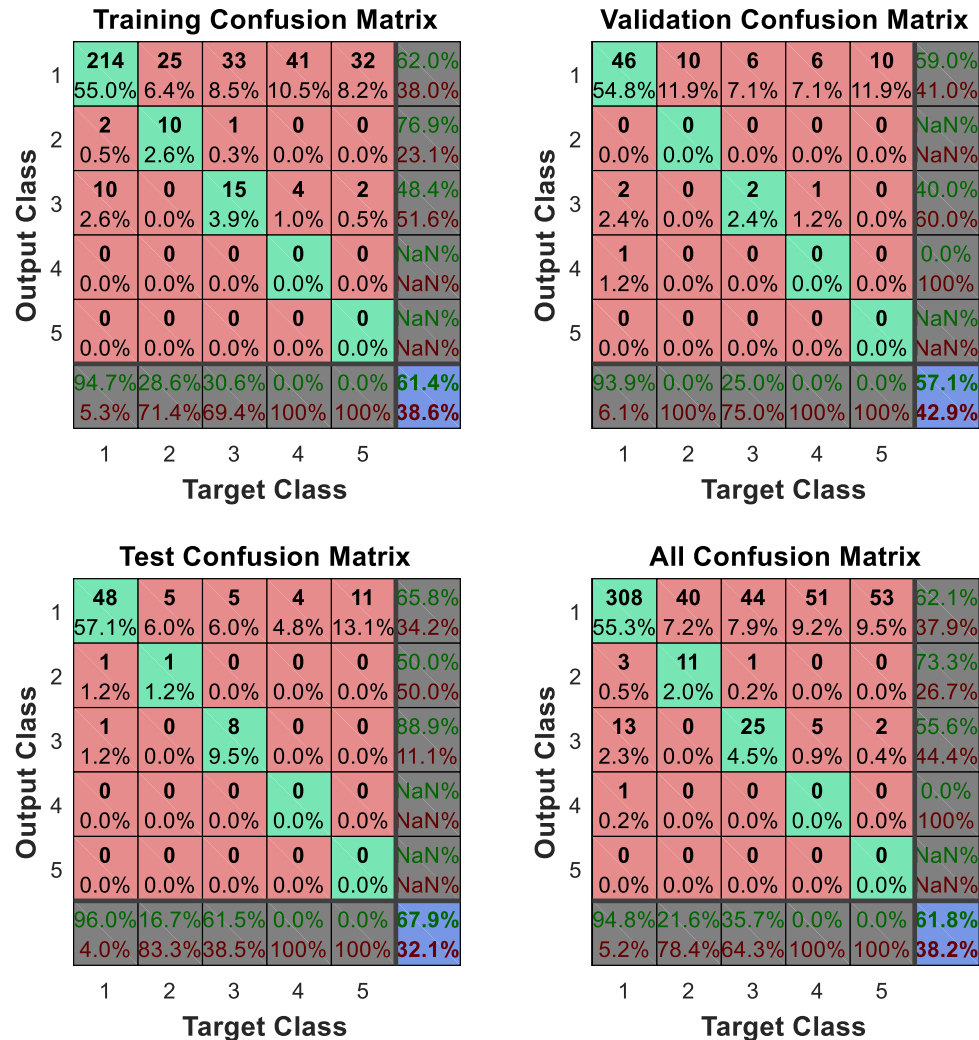 Training Confusion Matrix
Output Class
1 214 25 33 41 32 62.0%
55.0% 6.4% 8.5% 10.5% 8.2% 38.0%
2 2 10 1 0 0 76.9%
0.5% 2.6% 0.3% 0.0% 0.0% 23.1%
3 10 0 15 4 2 48.4%
2.6% 0.0% 3.9% 1.0% 0.5% 51.6%
4 0 0 0 0 0 NaN%
0.0% 0.0% 0.0% 0.0% 0.0% NaN%
5 0 0 0 0 0 NaN%
0.0% 0.0% 0.0% 0.0% 0.0% NaN%
94.7% 28.6% 30.6% 0.0% 0.0% 61.4%
5.3% 71.4% 69.4% 100% 100% 38.6%
1 2 3 4 5
Target Class
Validation Confusion Matrix
Output Class
1 46 10 6 6 10 59.0%
54.8% 11.9% 7.1% 7.1% 11.9% 41.0%
2 0 0 0 0 0 NaN%
0.0% 0.0% 0.0% 0.0% 0.0% NaN%
3 2 0 2 1 0 40.0%
2.4% 0.0% 2.4% 1.2% 0.0% 60.0%
4 1 0 0 0 0 0.0%
1.2% 0.0% 0.0% 0.0% 0.0% 100%
5 0 0 0 0 0 NaN%
0.0% 0.0% 0.0% 0.0% 0.0% NaN%
93.9% 0.0% 25.0% 0.0% 0.0% 57.1%
6.1% 100% 75.0% 100% 100% 42.9%
1 2 3 4 5
Target Class
Test Confusion Matrix
Output Class
1 48 5 5 4 11 65.8%
57.1% 6.0% 6.0% 4.8% 13.1% 34.2%
2 1 1 0 0 0 50.0%
1.2% 1.2% 0.0% 0.0% 0.0% 50.0%
3 1 0 8 0 0 88.9%
1.2% 0.0% 9.5% 0.0% 0.0% 11.1%
4 0 0 0 0 0 NaN%
0.0% 0.0% 0.0% 0.0% 0.0% NaN%
5 0 0 0 0 0 NaN%
0.0% 0.0% 0.0% 0.0% 0.0% NaN%
96.0% 16.7% 61.5% 0.0% 0.0% 67.9%
4.0% 83.3% 38.5% 100% 100% 32.1%
1 2 3 4 5
Target Class
All Confusion Matrix
Output Class
1 308 40 44 51 53 62.1%
55.3% 7.2% 7.9% 9.2% 9.5% 37.9%
2 3 11 1 0 0 73.3%
0.5% 2.0% 0.2% 0.0% 0.0% 26.7%
3 13 0 25 5 2 55.6%
2.3% 0.0% 4.5% 0.9% 0.4% 44.4%
4 1 0 0 0 0 0.0%
0.2% 0.0% 0.0% 0.0% 0.0% 100%
5 0 0 0 0 0 NaN%
0.0% 0.0% 0.0% 0.0% 0.0% NaN%
94.8% 21.6% 35.7% 0.0% 0.0% 61.8%
5.2% 78.4% 64.3% 100% 100% 38.2%
1 2 3 4 5
Target Class